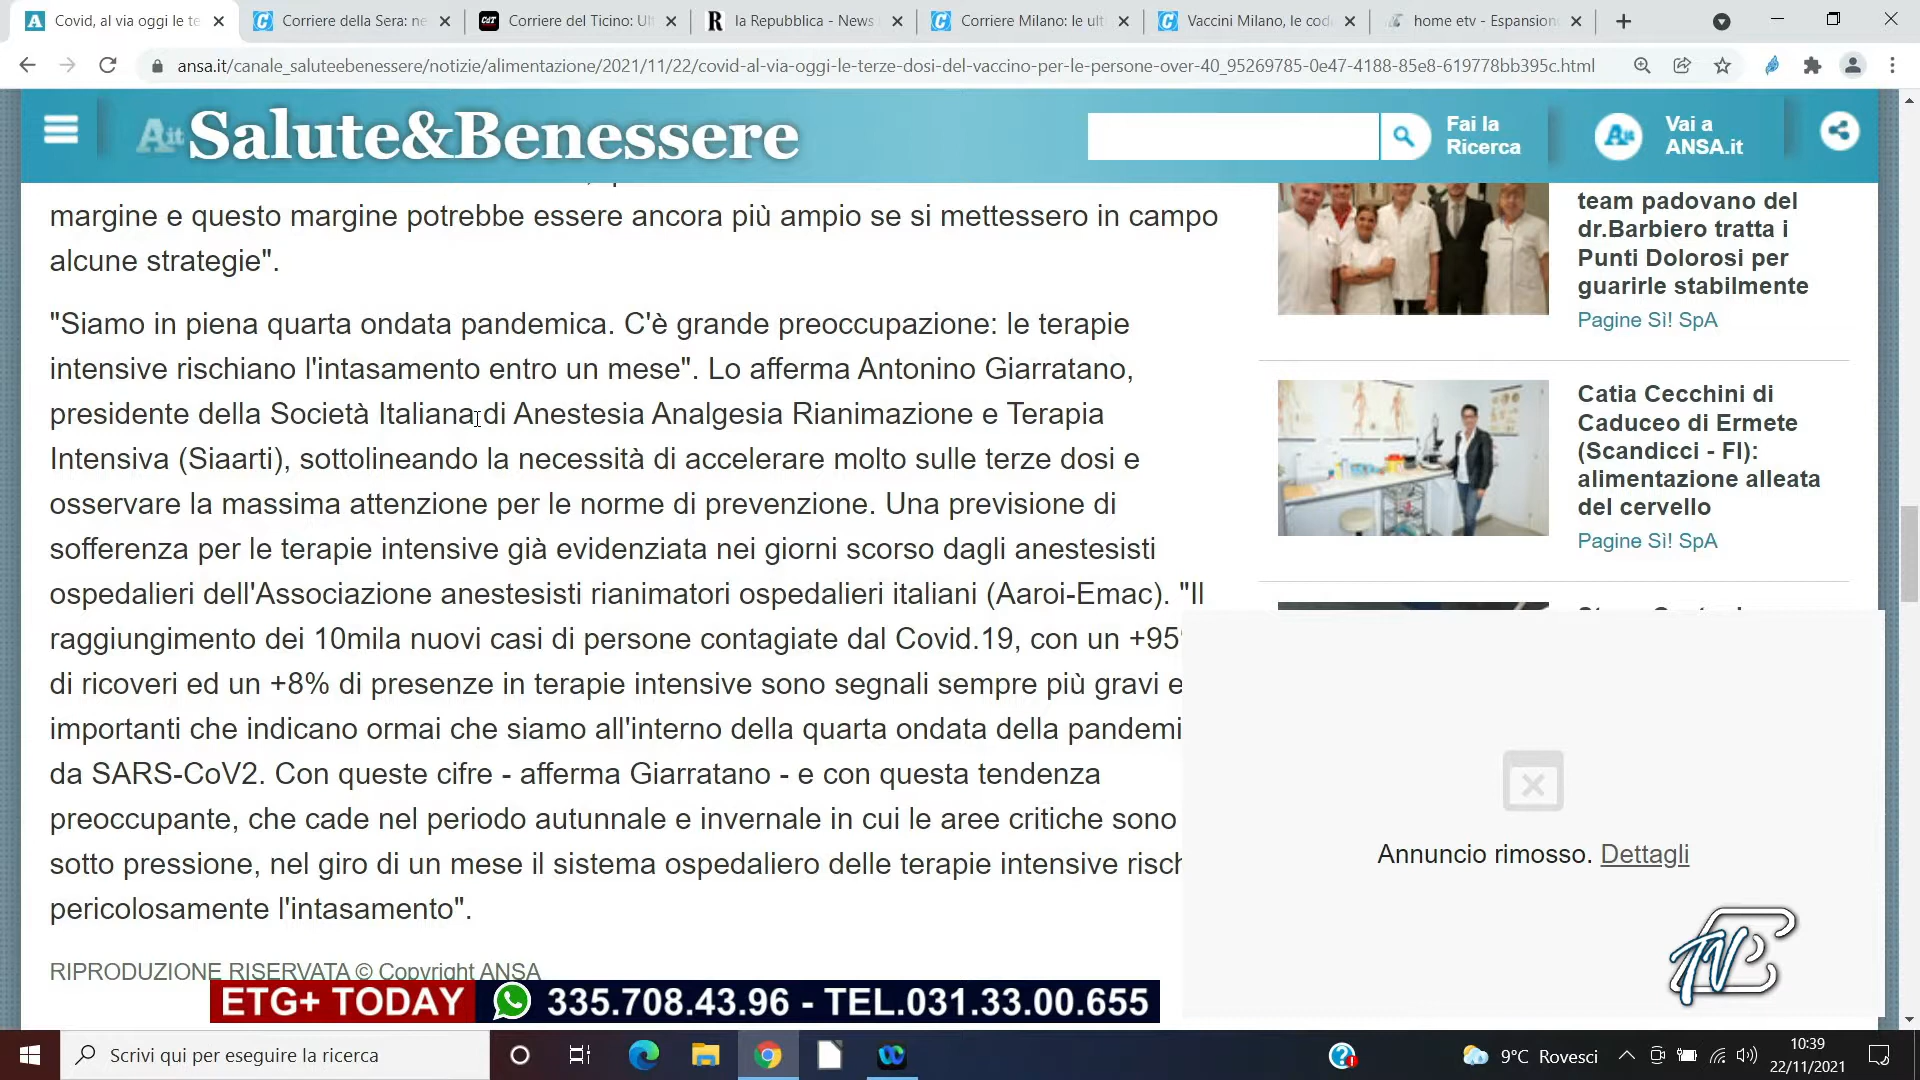 Covid, al via oggi le te
Corriere della Sera: ne
Corriere del Ticino: Ult
la Repubblica - News
Corriere Milano: le ult
Vaccini Milano, le cod
home etv - Espansion
ansa.it/canale_saluteebenessere/notizie/alimentazione/2021/11/22/covid-al-via-oggi-le-terze-dosi-del-vaccino-per-le-persone-over-40_95269785-0e47-4188-85e8-619778bb395c.html
Ait Salute&Benessere
Fai la
Ricerca
Vai a
ANSA.it
margine e questo margine potrebbe essere ancora più ampio se si mettessero in campo
alcune strategie".
"Siamo in piena quarta ondata pandemica. C'è grande preoccupazione: le terapie
intensive rischiano l'intasamento entro un mese". Lo afferma Antonino Giarratano,
presidente della Società Italiana di Anestesia Analgesia Rianimazione e Terapia
Intensiva (Siaarti), sottolineando la necessità di accelerare molto sulle terze dosi e
osservare la massima attenzione per le norme di prevenzione. Una previsione di
sofferenza per le terapie intensive già evidenziata nei giorni scorso dagli anestesisti
ospedalieri dell'Associazione anestesisti rianimatori ospedalieri italiani (Aaroi-Emac). "Il
raggiungimento dei 10mila nuovi casi di persone contagiate dal Covid.19, con un +95
di ricoveri ed un +8% di presenze in terapie intensive sono segnali sempre più gravi e
importanti che indicano ormai che siamo all'interno della quarta ondata della pandemi
da SARS-CoV2. Con queste cifre - afferma Giarratano - e con questa tendenza
preoccupante, che cade nel periodo autunnale e invernale in cui le aree critiche sono
sotto pressione, nel giro di un mese il sistema ospedaliero delle terapie intensive risch
pericolosamente l'intasamento".
RIPRODUZIONE RISERVATA © Copyright ANSA
team padovano del
dr.Barbiero tratta i
Punti Dolorosi per
guarirle stabilmente
Pagine Sì! SpA
Catia Cecchini di
Caduceo di Ermete
(Scandicci - FI):
alimentazione alleata
del cervello
Pagine Sì! SpA
Annuncio rimosso. Dettagli
ETG+ TODAY 335.708.43.96 - TEL.031.33.00.655
Scrivi qui per eseguire la ricerca
9°C Rovesci
10:39
22/11/2021